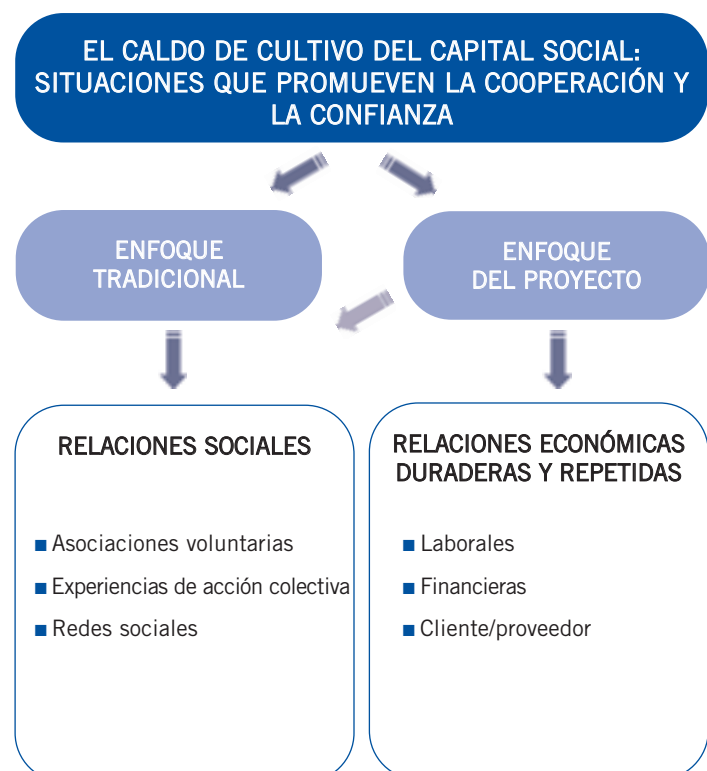 EL CALDO DE CULTIVO DEL CAPITAL SOCIAL:
SITUACIONES QUE PROMUEVEN LA COOPERACIÓN Y
LA CONFIANZA
ENFOQUE
TRADICIONAL
ENFOQUE
DEL PROYECTO
RELACIONES SOCIALES
■ Asociaciones voluntarias
■ Experiencias de acción colectiva
■ Redes sociales
RELACIONES ECONÓMICAS
DURADERAS Y REPETIDAS
■ Laborales
■ Financieras
■ Cliente/proveedor